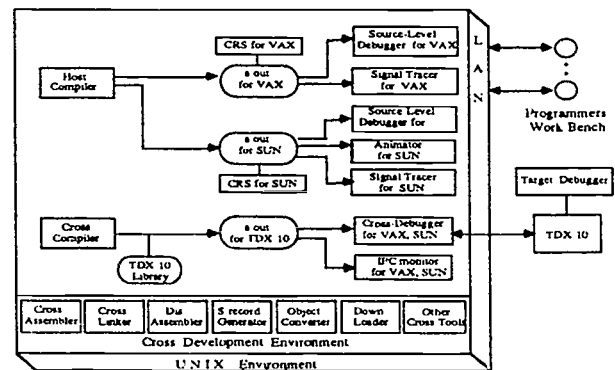 CRS for VAX
Source-Level
Debugger for VAX
Host
Compiler
a out
for VAX
Signal Tracer
for VAX
L
A
N
Programmers
Work Bench
Source Level
Debugger for
a out
for SUN
Animator
for SUN
CRS for SUN
Signal Tracer
for SUN
Target Debugger
Cross
Compiler
a out
for TDX 10
Cross-Debugger
for VAX, SUN
TDX 10
TDX 10
Library
IPC monitor
for VAX, SUN
Cross
Assembler
Cross
Linker
Dis
Assembler
S record
Generator
Object
Converter
Down
Loader
Other
Cross Tools
Cross Development Environment
UNIX Environment